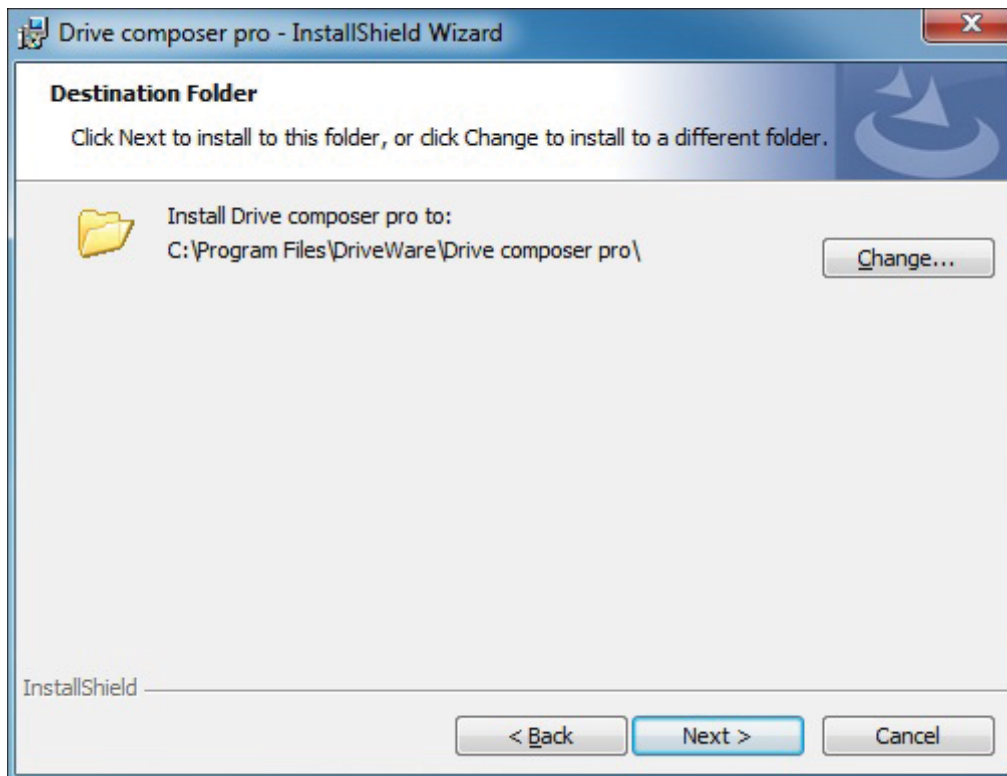 Drive composer pro - InstallShield Wizard
Destination Folder
Click Next to install to this folder, or click Change to install to a different folder.
Install Drive composer pro to:
C:\Program Files\DriveWare\Drive composer pro\
Change...
InstallShield
< Back
Next >
Cancel